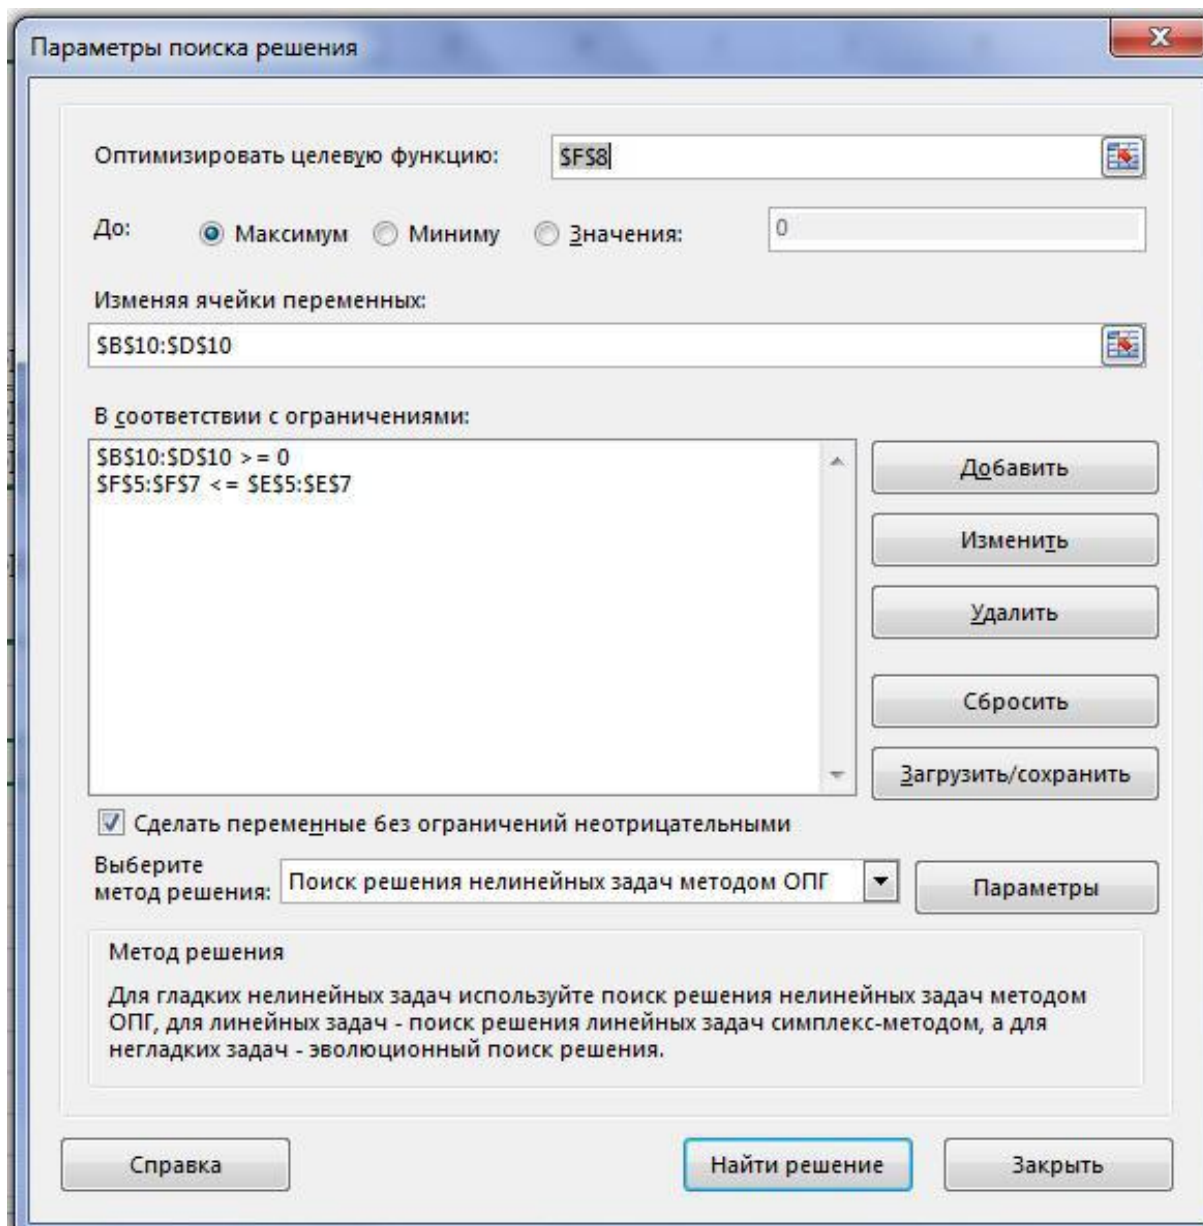 Параметры поиска решения
X
Оптимизировать целевую функцию: $F$8
До: Максимум Миниму Значения: 0
Изменяя ячейки переменных:
$B$10:$D$10
В соответствии с ограничениями:
$B$10:$D$10 >= 0
$F$5:$F$7 <= $E$5:$E$7
Добавить
Изменить
Удалить
Сбросить
Загрузить/сохранить
Сделать переменные без ограничений неотрицательными
Выберите
метод решения: Поиск решения нелинейных задач методом ОПГ Параметры
Метод решения
Для гладких нелинейных задач используйте поиск решения нелинейных задач методом
ОПГ, для линейных задач - поиск решения линейных задач симплекс-методом, а для
негладких задач - эволюционный поиск решения.
Справка Найти решение Закрыть